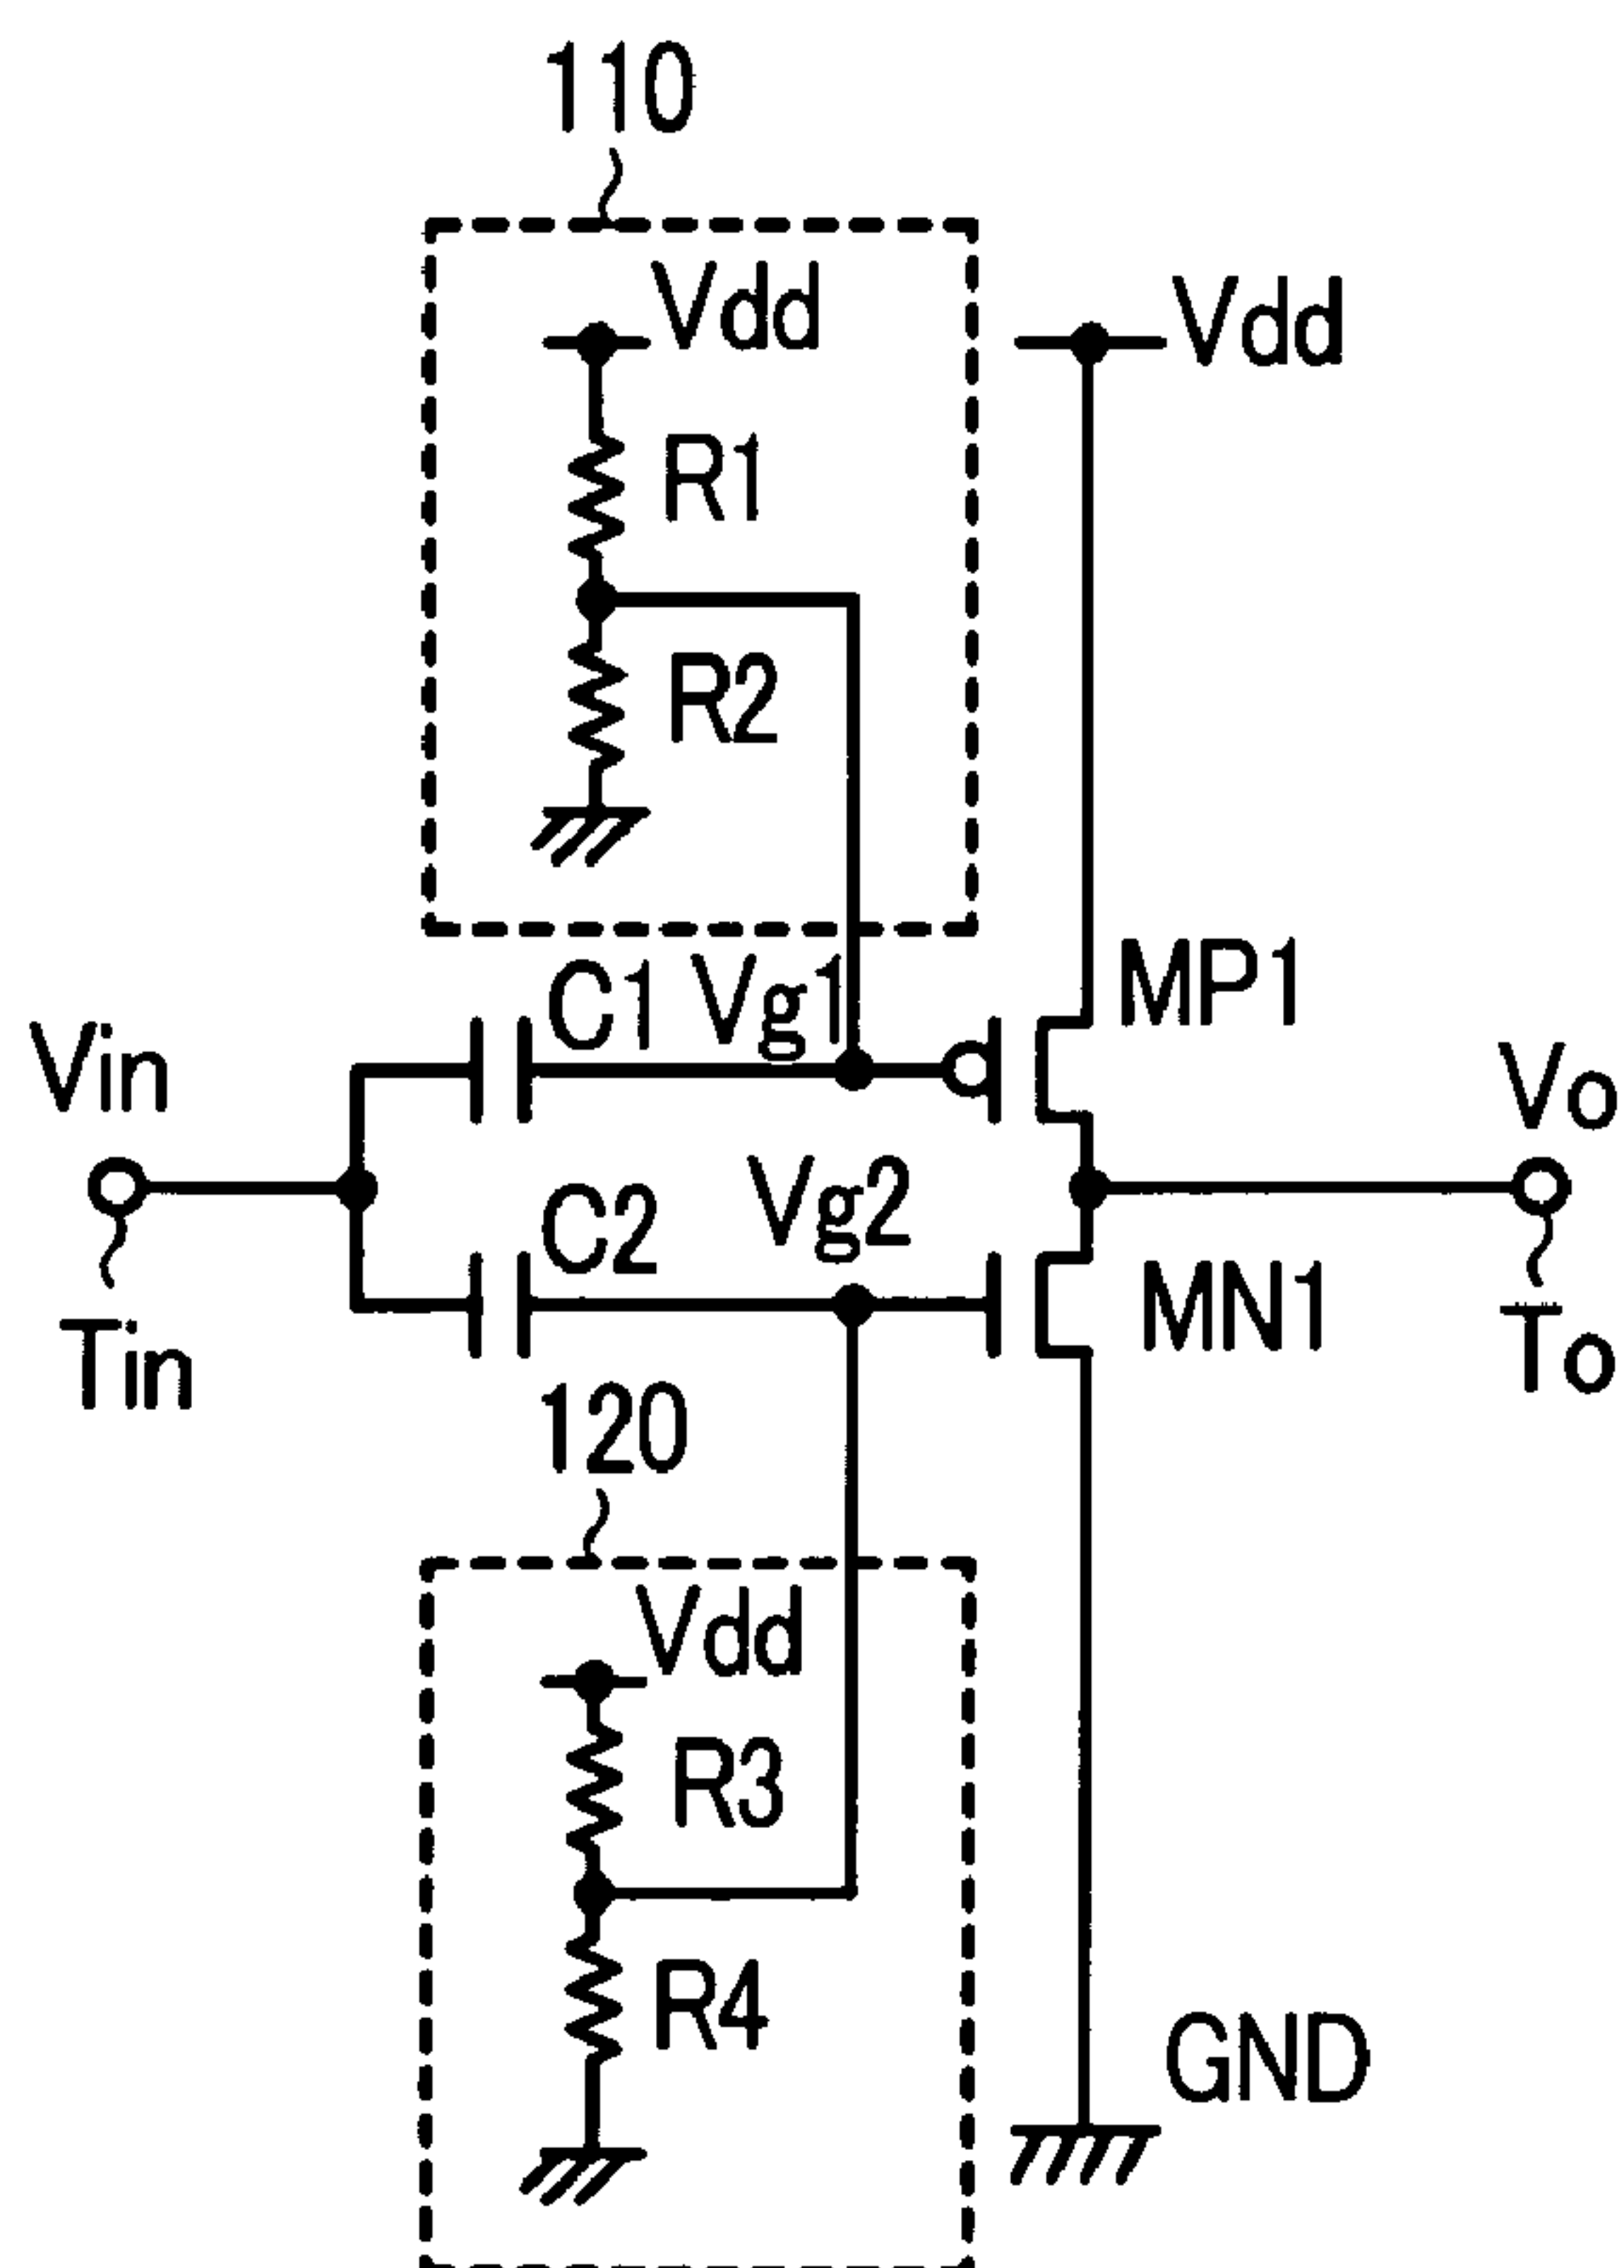 110
Vdd
Vdd
R1
R2
C1
Vg1
MP1
Vin
Vo
C2
Vg2
MN1
Tin
To
120
Vdd
R3
R4
GND